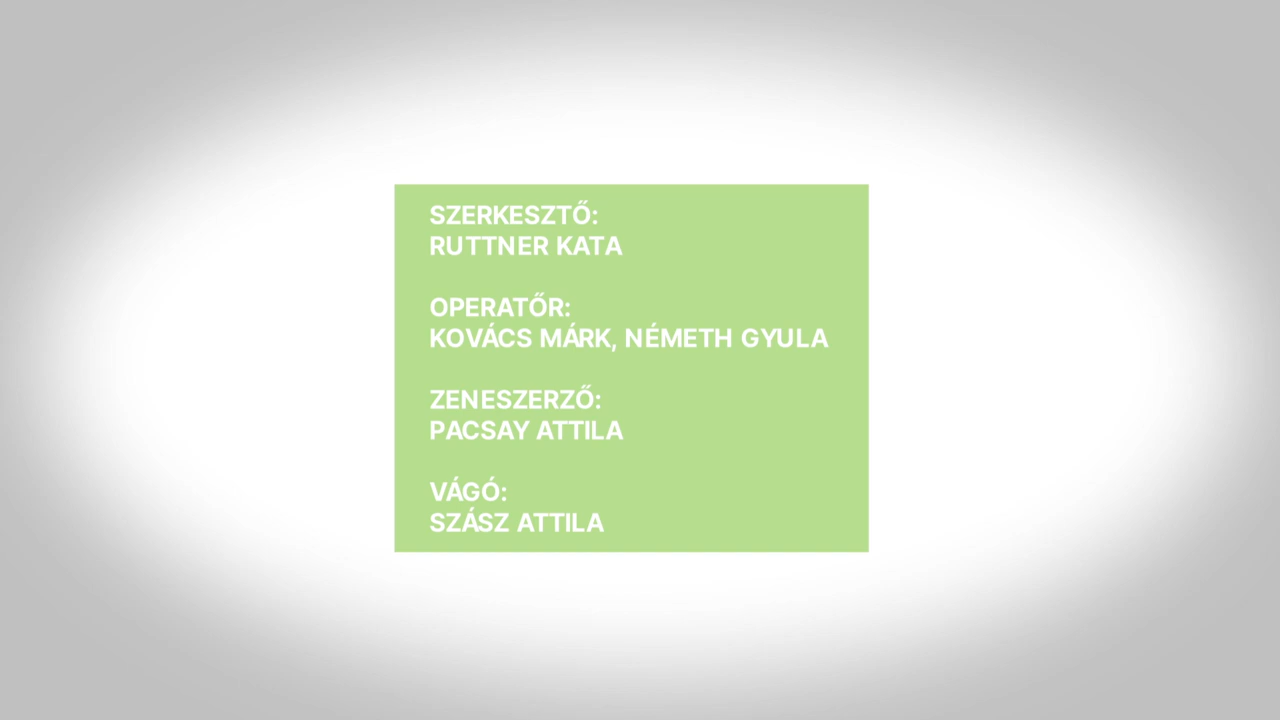 SZERKESZTŐ:
RUTTNER KATA
OPERATŐR:
KOVÁCS MÁRK, NÉMETH GYULA
ZENESZERZŐ:
PACSAY ATTILA
VÁGÓ:
SZÁSZ ATTILA